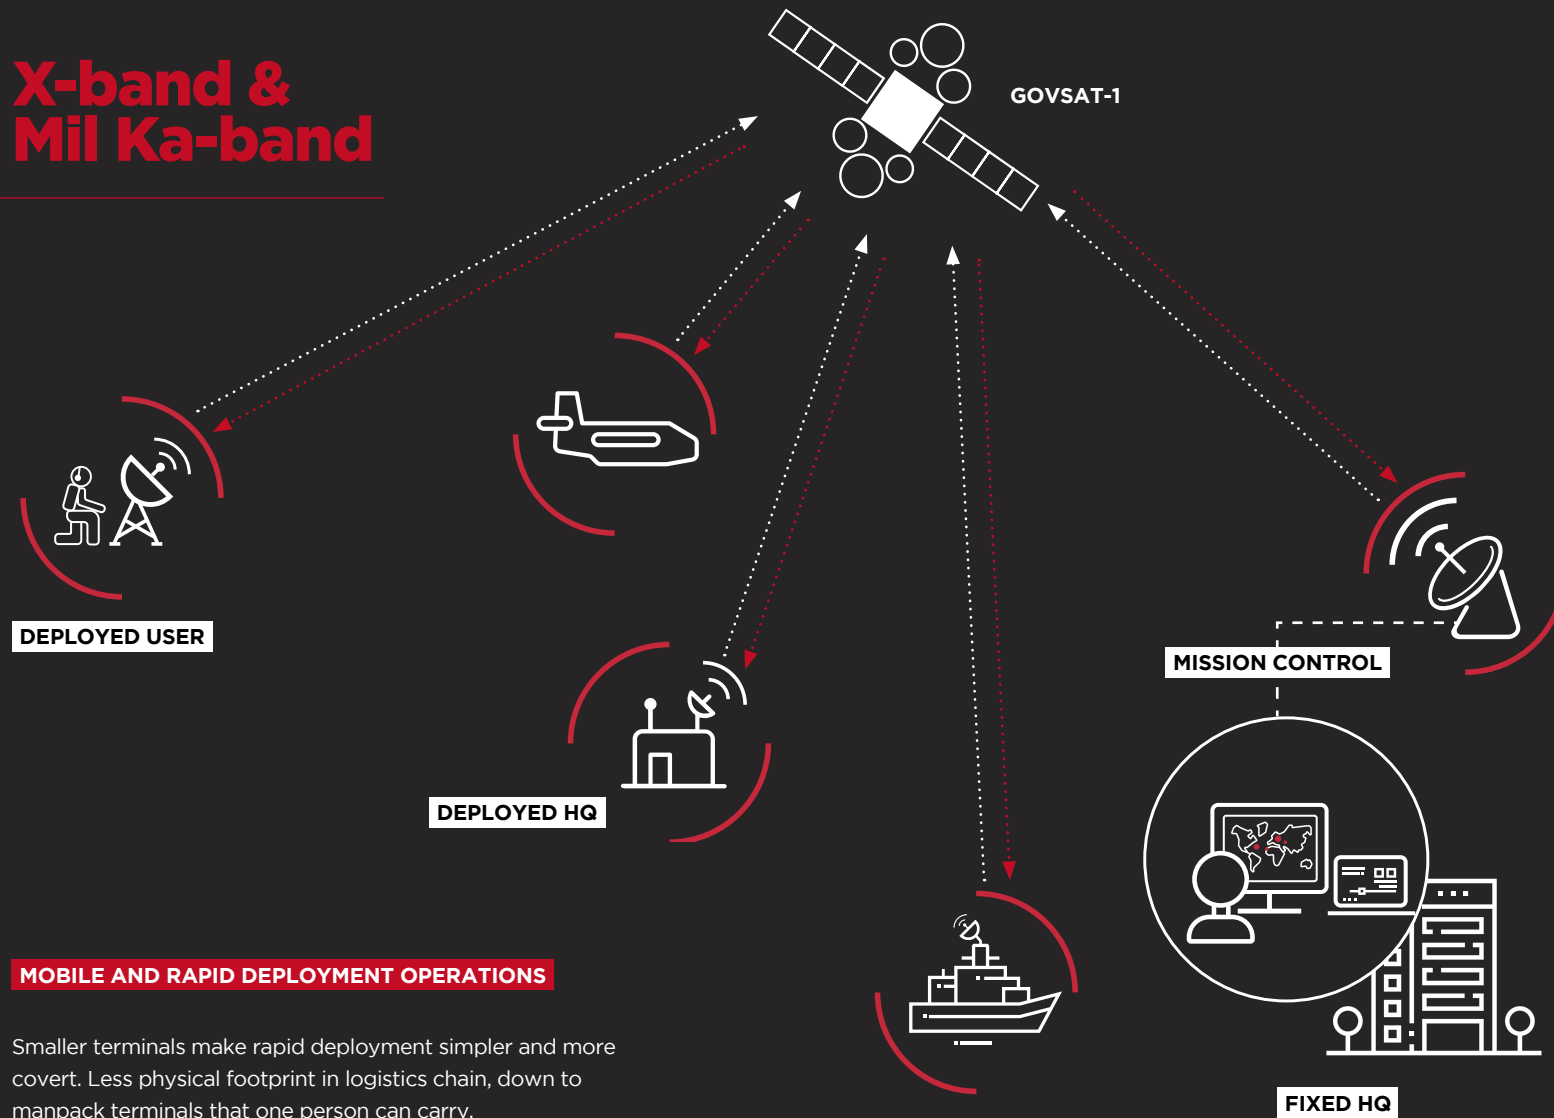 X-band &
Mil Ka-band
GOVSAT-1
DEPLOYED USER
MISSION CONTROL
DEPLOYED HQ
MOBILE AND RAPID DEPLOYMENT OPERATIONS
Smaller terminals make rapid deployment simpler and more
covert. Less physical footprint in logistics chain, down to
manpack terminals that one person can carry.
FIXED HQ